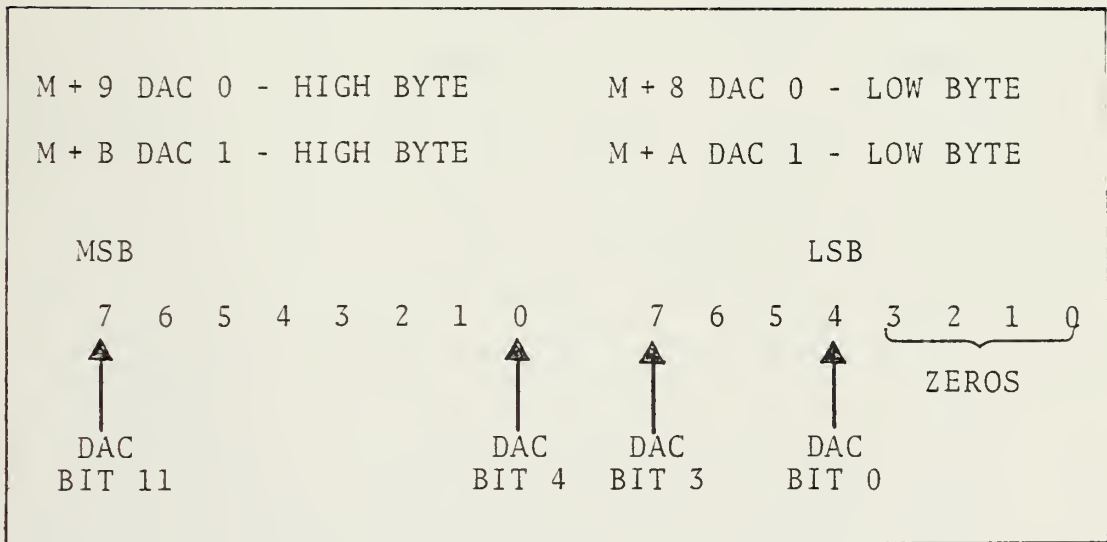 M + 9 DAC 0 - HIGH BYTE M + 8 DAC 0 - LOW BYTE
M + B DAC 1 - HIGH BYTE M + A DAC 1 - LOW BYTE
MSB LSB
7 6 5 4 3 2 1 0 7 6 5 4 3 2 1 0
ZEROS
DAC DAC DAC DAC
BIT 11 BIT 4 BIT 3 BIT 0